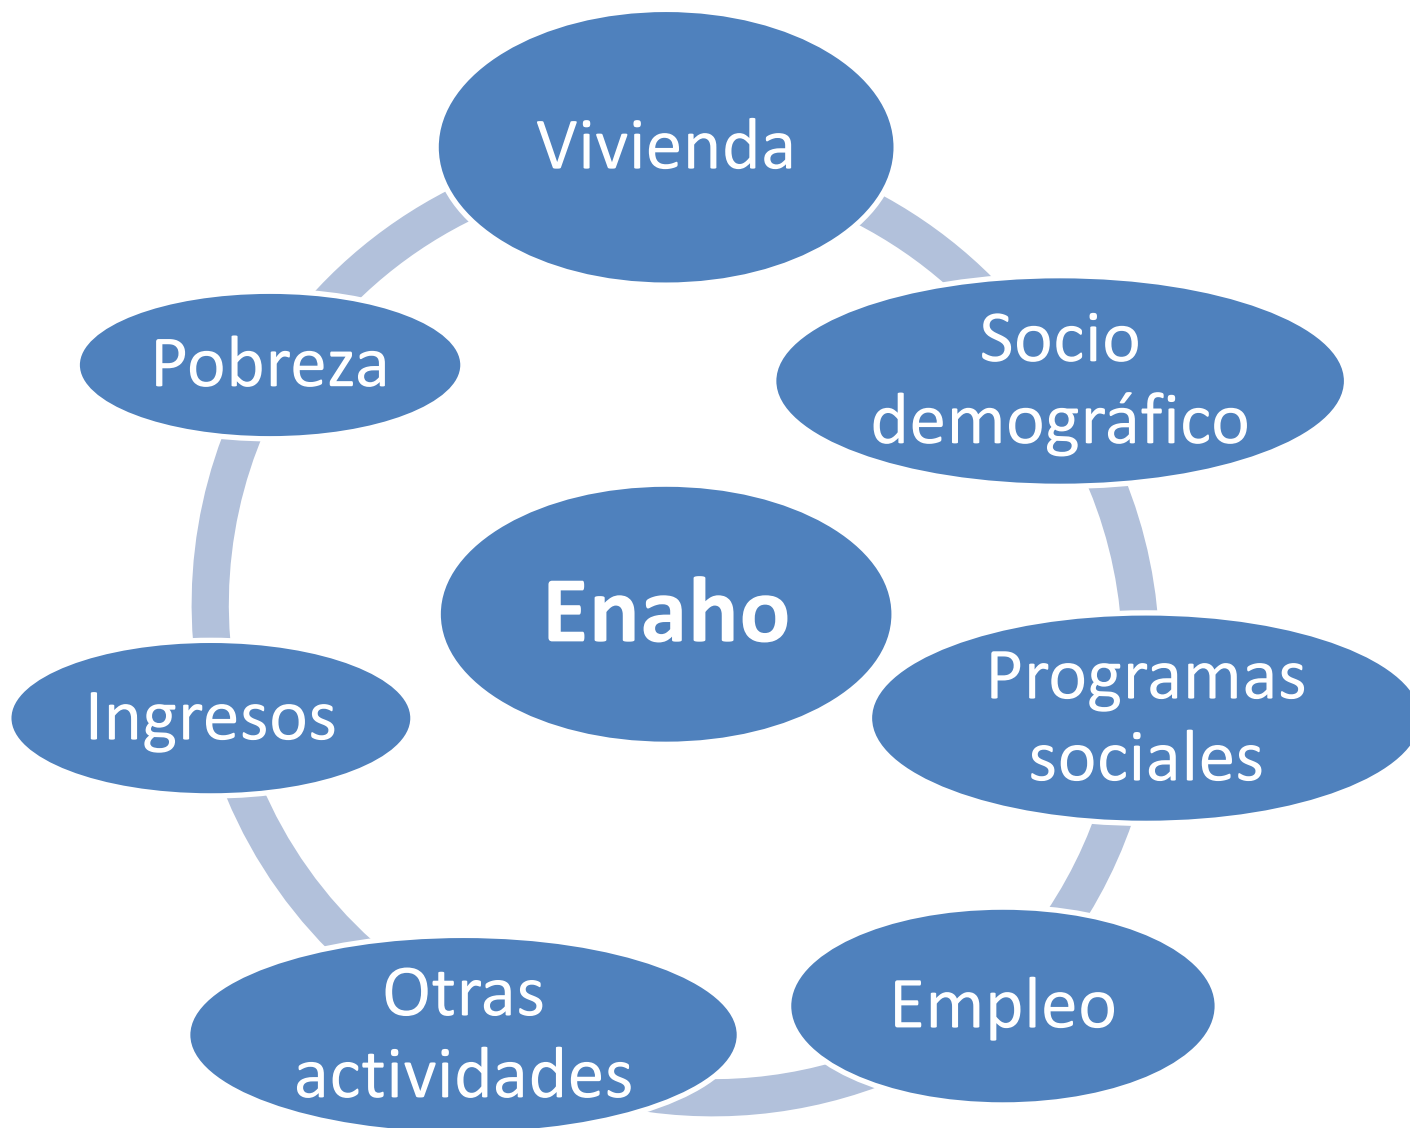 Vivienda
Socio
demográfico
Programas
sociales
Empleo
Otras
actividades
Ingresos
Pobreza
Enaho